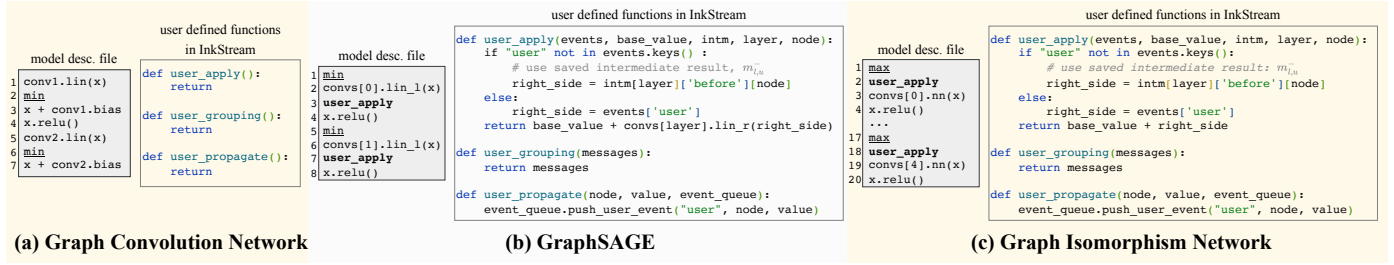 user defined functions
in InkStream
model desc. file
1 conv1.lin(x)
2 min
3 x + conv1.bias
4 x.relu()
5 conv2.lin(x)
6 min
7 x + conv2.bias
def user_apply():
return
def user_grouping():
return
def user_propagate():
return
(a) Graph Convolution Network
user defined functions in InkStream
model desc. file
1 min
2 convs[0].lin_l(x)
3 user_apply
4 x.relu()
5 min
6 convs[1].lin_l(x)
7 user_apply
8 x.relu()
def user_apply(events, base_value, intm, layer, node):
if "user" not in events.keys() :
# use saved intermediate result, m⁻l,u
right_side = intm[layer]['before'][node]
else:
right_side = events['user']
return base_value + convs[layer].lin_r(right_side)
def user_grouping(messages):
return messages
def user_propagate(node, value, event_queue):
event_queue.push_user_event("user", node, value)
(b) GraphSAGE
user defined functions in InkStream
model desc. file
1 max
2 user_apply
3 convs[0].nn(x)
4 x.relu()
...
17 max
18 user_apply
19 convs[4].nn(x)
20 x.relu()
def user_apply(events, base_value, intm, layer, node):
if "user" not in events.keys():
# use saved intermediate result: m⁻l,u
right_side = intm[layer]['before'][node]
else:
right_side = events['user']
return base_value + right_side
def user_grouping(messages):
return messages
def user_propagate(node, value, event_queue):
event_queue.push_user_event("user", node, value)
(c) Graph Isomorphism Network